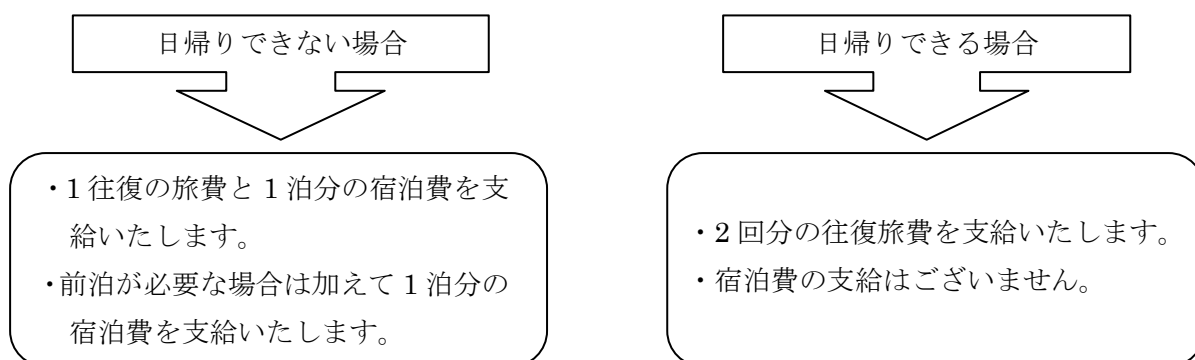 日帰りできない場合
・1 往復の旅費と 1 泊分の宿泊費を支
給いたします。
・前泊が必要な場合は加えて 1 泊分の
宿泊費を支給いたします。
日帰りできる場合
・2 回分の往復旅費を支給いたします。
・宿泊費の支給はございません。